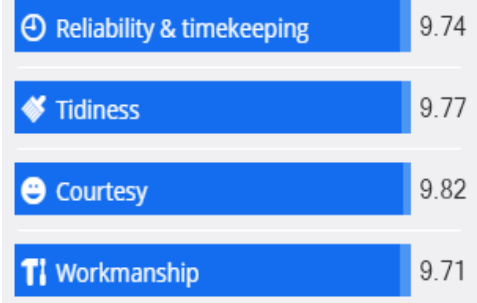 Reliability & timekeeping 9.74
Tidiness 9.77
Courtesy 9.82
Workmanship 9.71